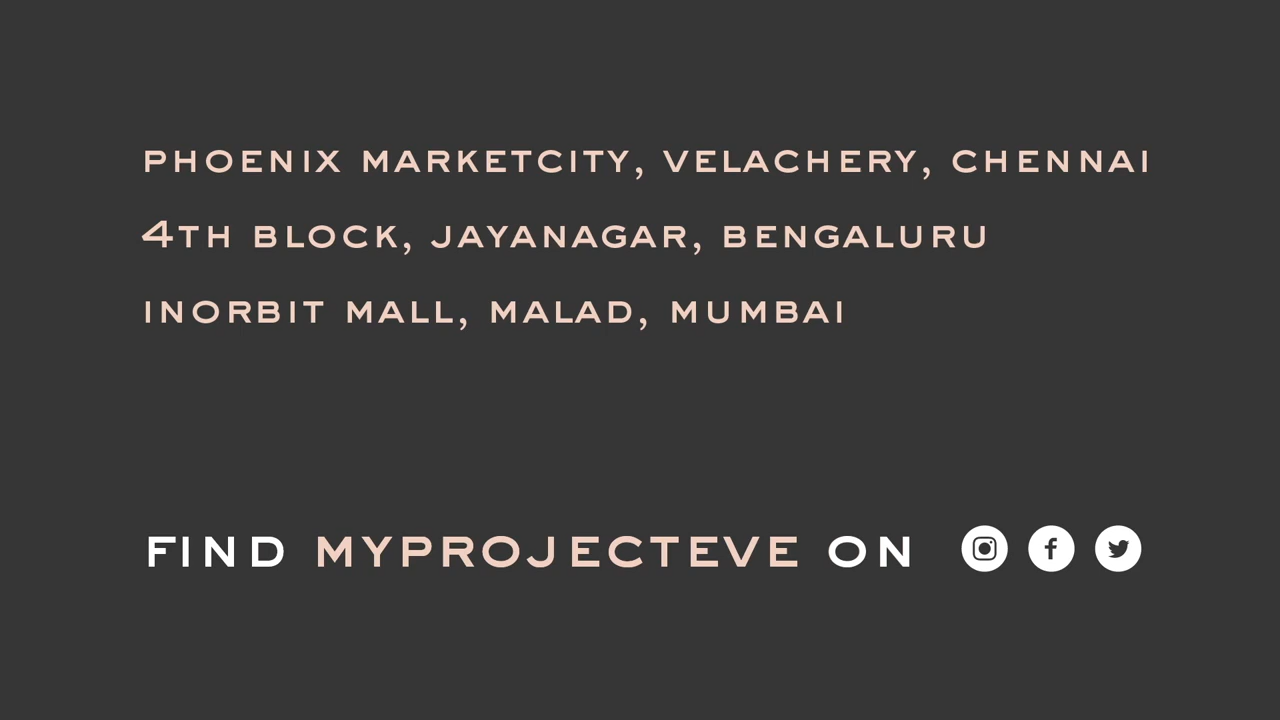 PHOENIX MARKETCITY, VELACHERY, CHENNAI
4TH BLOCK, JAYANAGAR, BENGALURU
INORBIT MALL, MALAD, MUMBAI
FIND MYPROJECTEVE ON